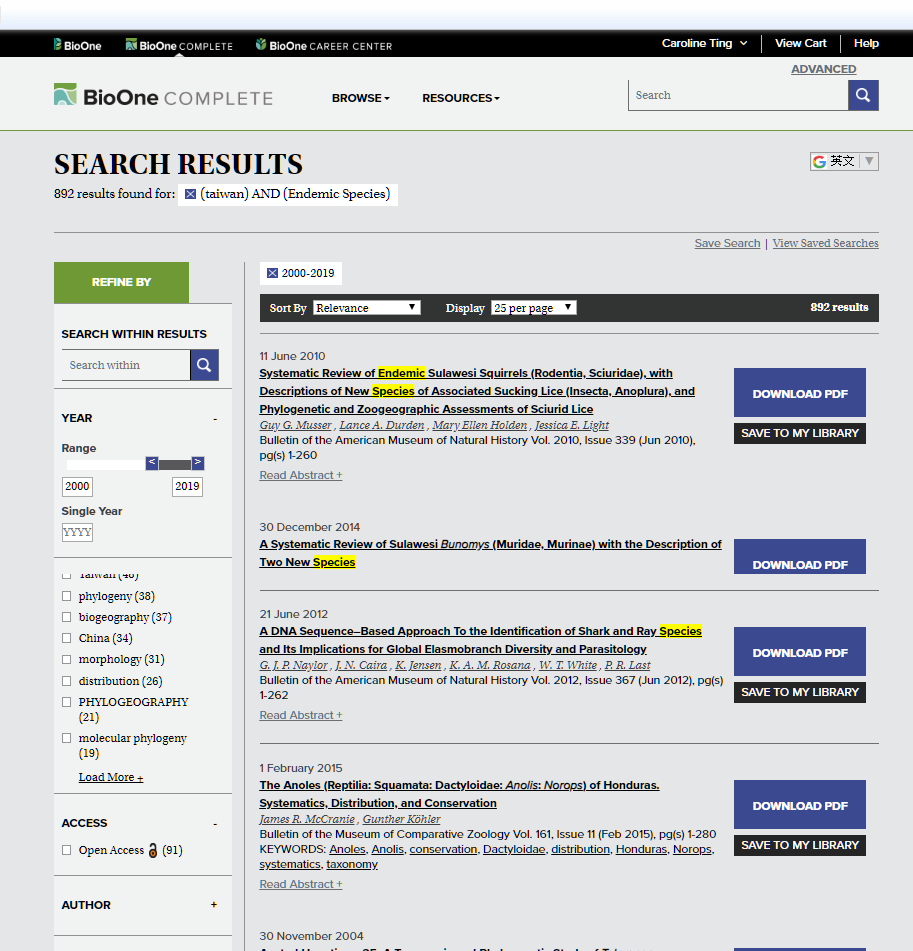 BioOne BioOne COMPLETE BioOne CAREER CENTER Caroline Ting View Cart Help
ADVANCED
BioOne COMPLETE BROWSE RESOURCES Search
SEARCH RESULTS
英文
892 results found for: (taiwan) AND (Endemic Species)
Save Search | View Saved Searches
REFINE BY
SEARCH WITHIN RESULTS
Search within
YEAR -
Range
< >
2000 2019
Single Year
YYYY
Taiwan (48)
phylogeny (38)
biogeography (37)
China (34)
morphology (31)
distribution (26)
PHYLOGEOGRAPHY
(21)
molecular phylogeny
(19)
Load More +
ACCESS -
Open Access (91)
AUTHOR +
2000-2019
Sort By Relevance Display 25 per page 892 results
11 June 2010
Systematic Review of Endemic Sulawesi Squirrels (Rodentia, Sciuridae), with
Descriptions of New Species of Associated Sucking Lice (Insecta, Anoplura), and
Phylogenetic and Zoogeographic Assessments of Sciurid Lice
Guy G. Musser , Lance A. Durden , Mary Ellen Holden , Jessica E. Light
Bulletin of the American Museum of Natural History Vol. 2010, Issue 339 (Jun 2010),
pg(s) 1-260
Read Abstract +
DOWNLOAD PDF
SAVE TO MY LIBRARY
30 December 2014
A Systematic Review of Sulawesi Bunomys (Muridae, Murinae) with the Description of
Two New Species
DOWNLOAD PDF
21 June 2012
A DNA Sequence–Based Approach To the Identification of Shark and Ray Species
and Its Implications for Global Elasmobranch Diversity and Parasitology
G. J. P. Naylor , J. N. Caira , K. Jensen , K. A. M. Rosana , W. T. White , P. R. Last
Bulletin of the American Museum of Natural History Vol. 2012, Issue 367 (Jun 2012), pg(s)
1-262
Read Abstract +
DOWNLOAD PDF
SAVE TO MY LIBRARY
1 February 2015
The Anoles (Reptilia: Squamata: Dactyloidae: Anolis: Norops) of Honduras.
Systematics, Distribution, and Conservation
James R. McCranie , Gunther Köhler
Bulletin of the Museum of Comparative Zoology Vol. 161, Issue 11 (Feb 2015), pg(s) 1-280
KEYWORDS: Anoles, Anolis, conservation, Dactyloidae, distribution, Honduras, Norops,
systematics, taxonomy
Read Abstract +
DOWNLOAD PDF
SAVE TO MY LIBRARY
30 November 2004